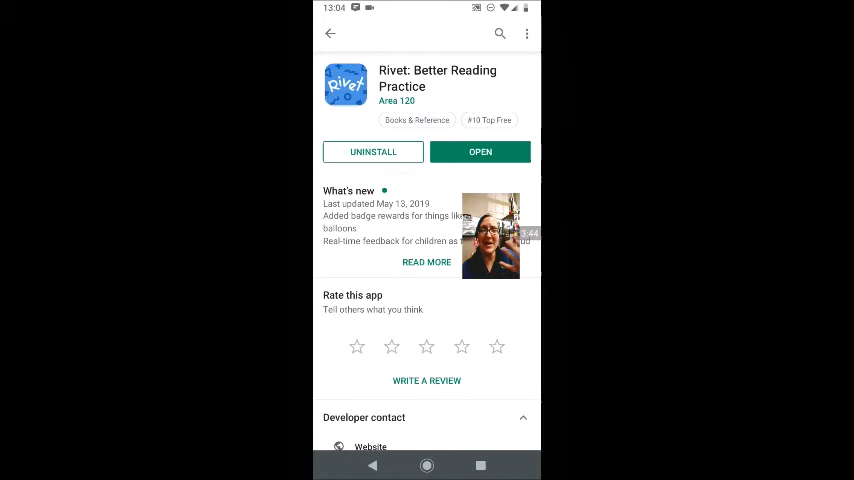 13:04
Rivet
Rivet: Better Reading
Practice
Area 120
Books & Reference
#10 Top Free
UNINSTALL
OPEN
What's new
Last updated May 13, 2019
Added badge rewards for things like
balloons
3:44
Real-time feedback for children as
READ MORE
Rate this app
Tell others what you think
WRITE A REVIEW
Developer contact
Website